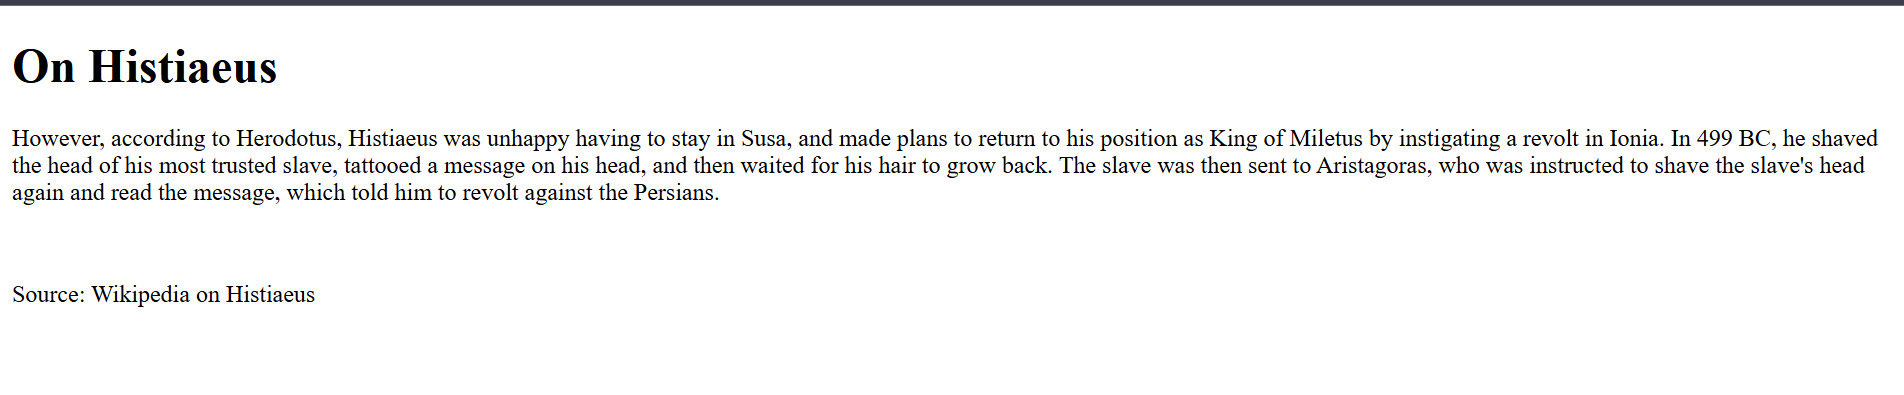 On Histiaeus
However, according to Herodotus, Histiaeus was unhappy having to stay in Susa, and made plans to return to his position as King of Miletus by instigating a revolt in Ionia. In 499 BC, he shaved
the head of his most trusted slave, tattooed a message on his head, and then waited for his hair to grow back. The slave was then sent to Aristagoras, who was instructed to shave the slave's head
again and read the message, which told him to revolt against the Persians.
Source: Wikipedia on Histiaeus